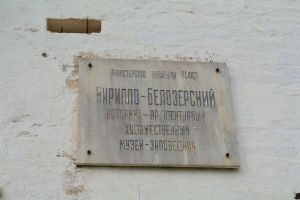 МИНИСТЕРСТВО КУЛЬТУРЫ РСФСР
КИРИЛЛО-БЕЛОЗЕРСКИЙ
ИСТОРИКО-АРХИТЕКТУРНЫЙ
ХУДОЖЕСТВЕННЫЙ
МУЗЕЙ-ЗАПОВЕДНИК